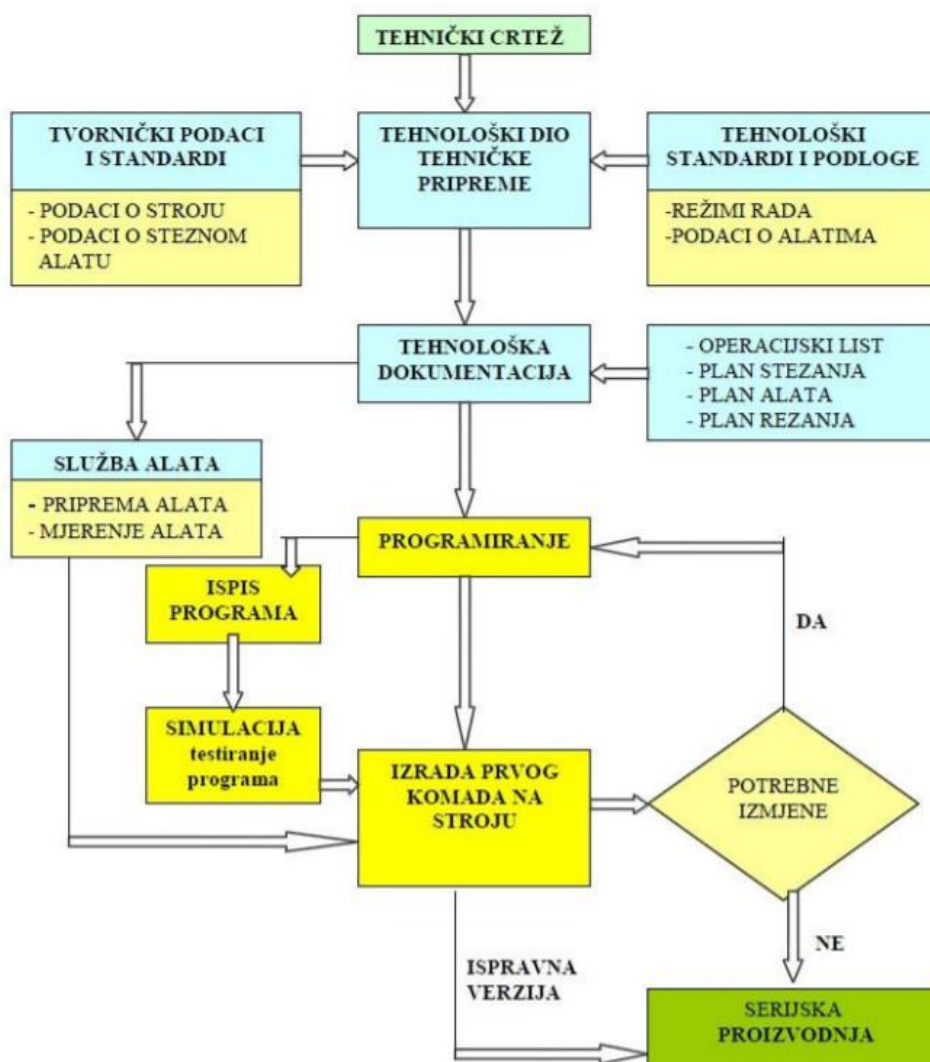 TEHNIČKI CRTEŽ
TVORNIČKI PODACI
I STANDARDI
- PODACI O STROJU
- PODACI O STEZNOM
ALATU
TEHNOLOŠKI DIO
TEHNIČKE
PRIPREME
TEHNOLOŠKI
STANDARDI I PODLOGE
-REŽIMI RADA
-PODACI O ALATIMA
TEHNOLOŠKA
DOKUMENTACIJA
- OPERACIJSKI LIST
- PLAN STEZANJA
- PLAN ALATA
- PLAN REZANJA
SLUŽBA ALATA
- PRIPREMA ALATA
- MJERENJE ALATA
PROGRAMIRANJE
ISPIS
PROGRAMA
DA
SIMULACIJA
testiranje
programa
IZRADA PRVOG
KOMADA NA
STROJU
POTREBNE
IZMJENE
NE
ISPRAVNA
VERZIJA
SERIJSKA
PROIZVODNJA